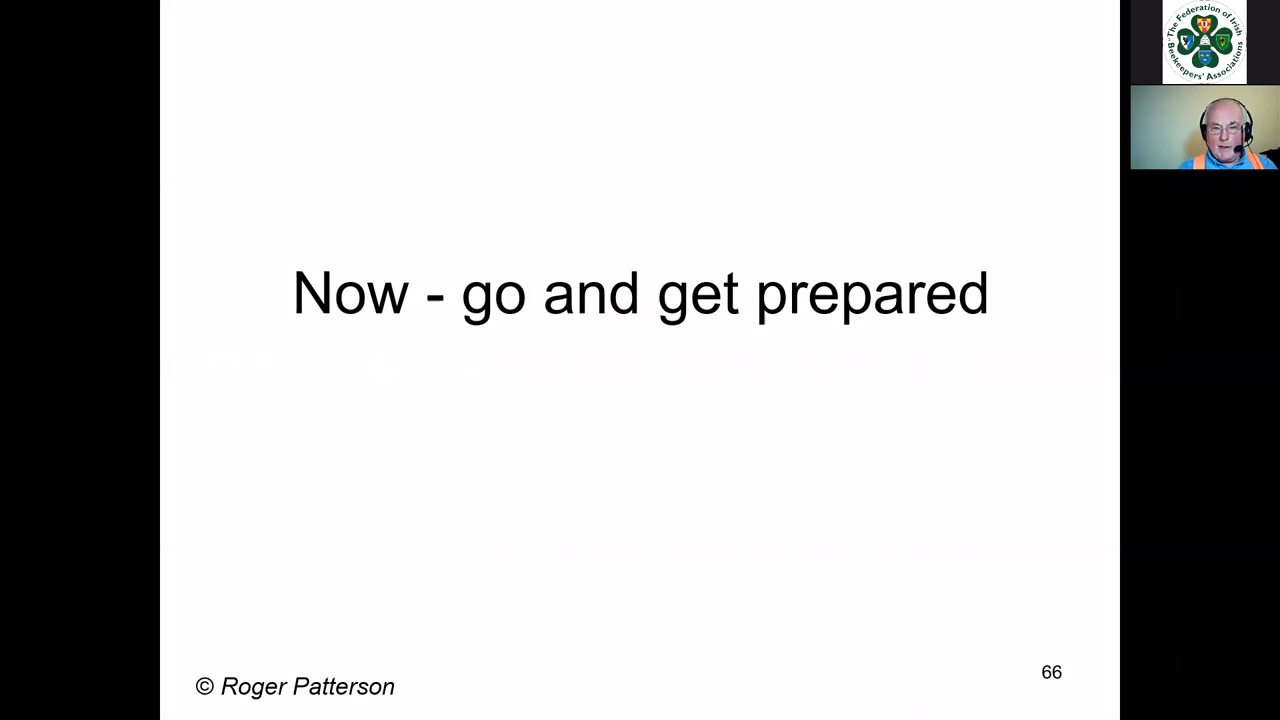 "The Federation of Irish
Beekeepers' Associations"
Now - go and get prepared
66
© Roger Patterson